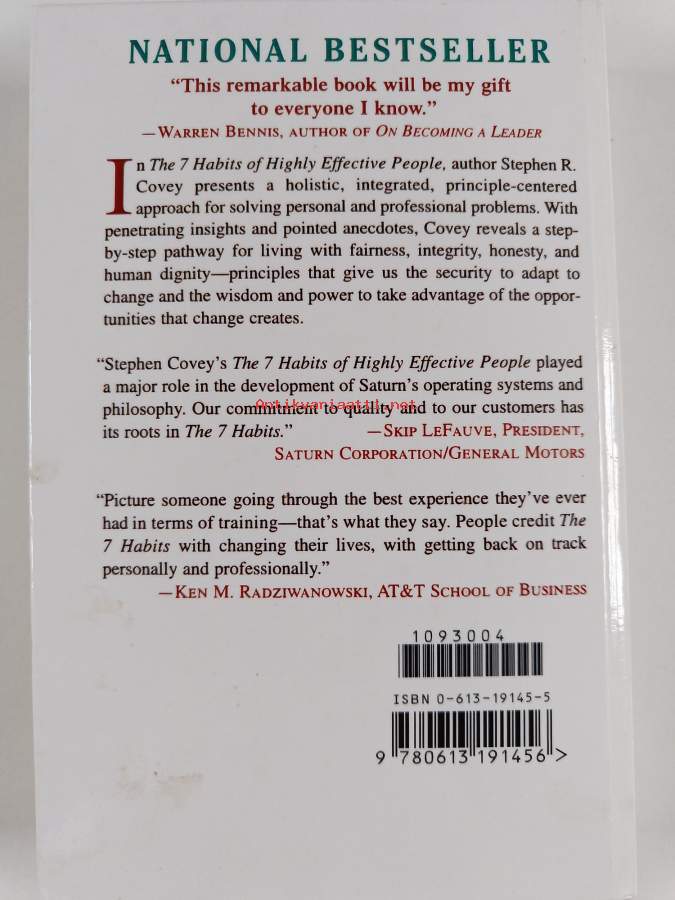 NATIONAL BESTSELLER
“This remarkable book will be my gift
to everyone I know.”
—WARREN BENNIS, AUTHOR OF ON BECOMING A LEADER
In The 7 Habits of Highly Effective People, author Stephen R.
Covey presents a holistic, integrated, principle-centered
approach for solving personal and professional problems. With
penetrating insights and pointed anecdotes, Covey reveals a step-
by-step pathway for living with fairness, integrity, honesty, and
human dignity—principles that give us the security to adapt to
change and the wisdom and power to take advantage of the oppor-
tunities that change creates.
“Stephen Covey’s The 7 Habits of Highly Effective People played
a major role in the development of Saturn’s operating systems and
philosophy. Our commitment to quality and to our customers has
Antikvariaatti.net
its roots in The 7 Habits.” —SKIP LEFAUVE, PRESIDENT,
SATURN CORPORATION/GENERAL MOTORS
“Picture someone going through the best experience they’ve ever
had in terms of training—that’s what they say. People credit The
7 Habits with changing their lives, with getting back on track
personally and professionally.”
—KEN M. RADZIWANOWSKI, AT&T SCHOOL OF BUSINESS
1093004
ISBN 0-613-19145-5
9 780613 191456 >